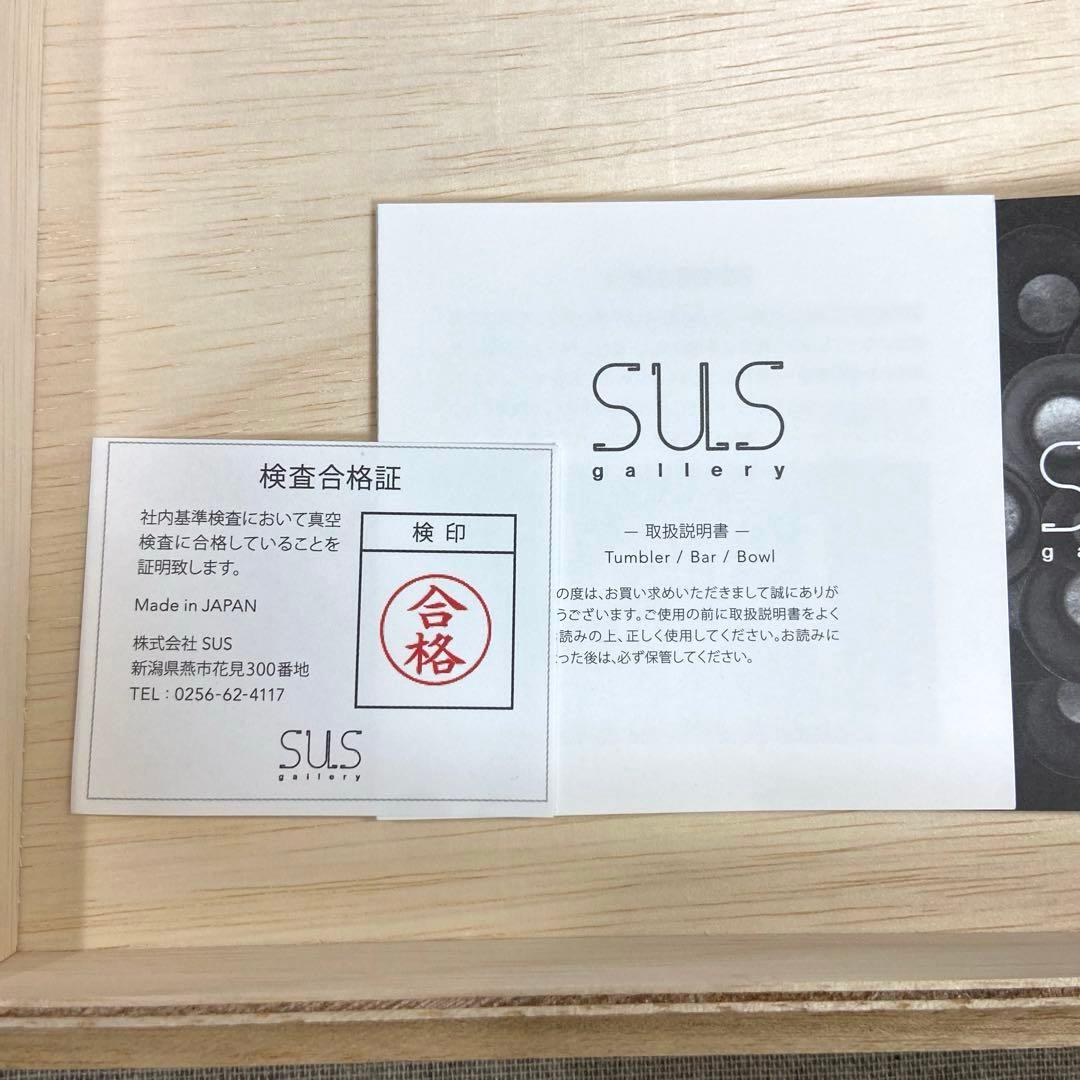 検査合格証
社内基準検査において真空
検査に合格していることを
証明致します。
Made in JAPAN
株式会社 SUS
新潟県燕市花見300番地
TEL：0256-62-4117
検印
合格
SUS
gallery
SUS
gallery
― 取扱説明書 ―
Tumbler / Bar / Bowl
の度は、お買い求めいただきまして誠にありが
うございます。ご使用の前に取扱説明書をよく
読みの上、正しく使用してください。お読みに
った後は、必ず保管してください。
S
ga